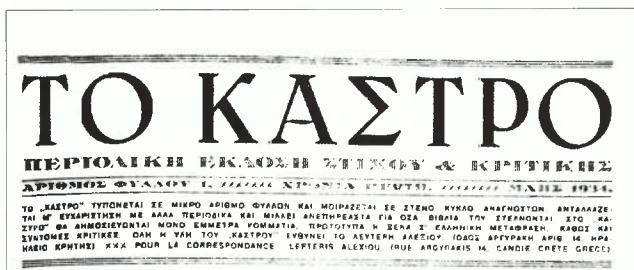 ΤΟ ΚΑΣΤΡΟ
ΠΕΡΙΟΔΙΚΗ ΕΚΔΟΣΗ ΣΤΙΧΟΥ & ΚΡΙΤΙΚΗΣ
ΑΡΙΘΜΟΣ ΦΥΛΛΟΥ 1, ΧΡΟΝΙΑ ΠΡΩΤΗ, ΜΑΗΣ 1934.
ΤΟ „ΚΑΣΤΡΟ" ΤΥΠΩΝΕΤΑΙ ΣΕ ΜΙΚΡΟ ΑΡΙΘΜΟ ΦΥΛΛΩΝ ΚΑΙ ΜΟΙΡΑΖΕΤΑΙ ΣΕ ΣΤΕΝΟ ΚΥΚΛΟ ΑΝΑΓΝΩΣΤΩΝ ΑΝΤΑΛΛΑΖΕ-
ΤΑΙ Μ' ΕΥΧΑΡΙΣΤΗΣΗ ΜΕ ΑΛΛΑ ΠΕΡΙΟΔΙΚΑ ΚΑΙ ΜΙΛΑΕΙ ΑΝΕΠΗΡΕΑΣΤΑ ΓΙΑ ΟΣΑ ΒΙΒΛΙΑ ΤΟΥ ΣΤΕΛΝΟΝΤΑΙ ΣΤΟ „ΚΑ-
ΣΤΡΟ" ΘΑ ΔΗΜΟΣΙΕΥΟΝΤΑΙ ΜΟΝΟ ΕΜΜΕΤΡΑ ΚΟΜΜΑΤΙΑ, ΠΡΩΤΟΤΥΠΑ Η ΞΕΝΑ Σ' ΕΛΛΗΝΙΚΗ ΜΕΤΑΦΡΑΣΗ, ΚΑΘΩΣ ΚΑΙ
ΣΥΝΤΟΜΕΣ ΚΡΙΤΙΚΕΣ. ΟΛΗ Η ΥΛΗ ΤΟΥ „ΚΑΣΤΡΟΥ" ΕΥΘΥΝΕΙ ΤΟ ΛΕΥΤΕΡΗ ΑΛΕΞΙΟΥ. (ΟΔΟΣ ΑΡΓΥΡΑΚΗ ΑΡΙΘ 14, ΗΡΑ-
ΚΛΕΙΟ ΚΡΗΤΗΣ) XXX POUR LA CORRESPONDANCE LEFTERIS ALEXIOU, (RUE ARGYRAKIS 14, CANDIE CRETE GRECE)